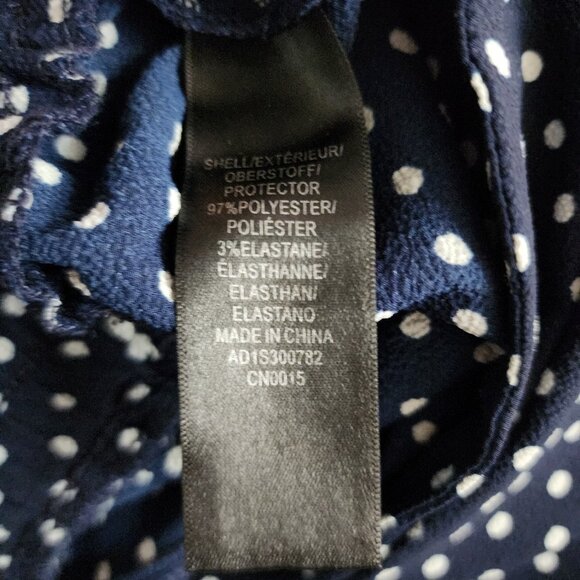 SHELL/EXTÉRIEUR/
OBERSTOFF/
PROTECTOR
97%POLYESTER/
POLIÉSTER
3%ELASTANE/
ÉLASTHANNE/
ELASTHAN/
ELASTANO
MADE IN CHINA
AD1S300782
CN0015